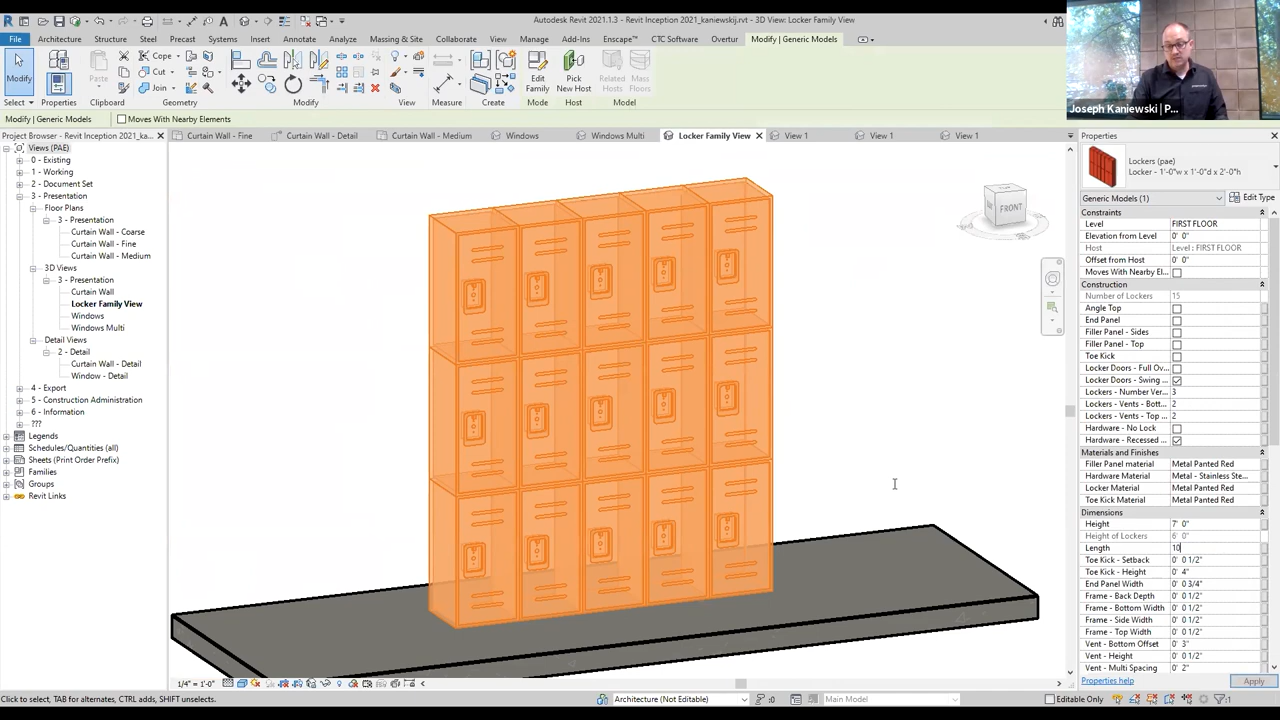 Autodesk Revit 2021.1.3 - Revit Inception 2021_kaniewskij.rvt - 3D View: Locker Family View
File Architecture Structure Steel Precast Systems Insert Annotate Analyze Massing & Site Collaborate View Manage Add-Ins Enscape™ CTC Software Overtur Modify | Generic Models
Modify Paste Cope Cut Join Edit Family Pick New Host Related Hosts Mass Floors
Select Properties Clipboard Geometry Modify View Measure Create Mode Host Model
Modify | Generic Models Moves With Nearby Elements
Joseph Kaniewski | P...
Project Browser - Revit Inception 2021_ka...
Curtain Wall - Fine Curtain Wall - Detail Curtain Wall - Medium Windows Windows Multi Locker Family View View 1 View 1 View 1
Views (PAE)
0 - Existing
1 - Working
2 - Document Set
3 - Presentation
Floor Plans
3 - Presentation
Curtain Wall - Coarse
Curtain Wall - Fine
Curtain Wall - Medium
3D Views
3 - Presentation
Curtain Wall
Locker Family View
Windows
Windows Multi
Detail Views
2 - Detail
Curtain Wall - Detail
Window - Detail
4 - Export
5 - Construction Administration
6 - Information
???
Legends
Schedules/Quantities (all)
Sheets (Print Order Prefix)
Families
Groups
Revit Links
FRONT
Properties
Lockers (pae)
Locker - 1'-0"w x 1'-0"d x 2'-0"h
Generic Models (1) Edit Type
Constraints
Level FIRST FLOOR
Elevation from Level 0' 0"
Host Level : FIRST FLOOR
Offset from Host 0' 0"
Moves With Nearby El...
Construction
Number of Lockers 15
Angle Top
End Panel
Filler Panel - Sides
Filler Panel - Top
Toe Kick
Locker Doors - Full Ov...
Locker Doors - Swing ...
Lockers - Number Ver... 3
Lockers - Vents - Bott... 2
Lockers - Vents - Top ... 2
Hardware - No Lock
Hardware - Recessed ...
Materials and Finishes
Filler Panel material Metal Panted Red
Hardware Material Metal - Stainless Ste...
Locker Material Metal Panted Red
Toe Kick Material Metal Panted Red
Dimensions
Height 7' 0"
Height of Lockers 6' 0"
Length 10
Toe Kick - Setback 0' 0 1/2"
Toe Kick - Height 0' 4"
End Panel Width 0' 0 3/4"
Frame - Back Depth 0' 0 1/2"
Frame - Bottom Width 0' 0 1/2"
Frame - Side Width 0' 0 1/2"
Frame - Top Width 0' 0 1/2"
Vent - Bottom Offset 0' 3"
Vent - Height 0' 0 1/2"
Vent - Multi Spacing 0' 2"
Properties help Apply
1/4" = 1'-0"
Click to select, TAB for alternates, CTRL adds, SHIFT unselects. Architecture (Not Editable) :0 Main Model Editable Only :1